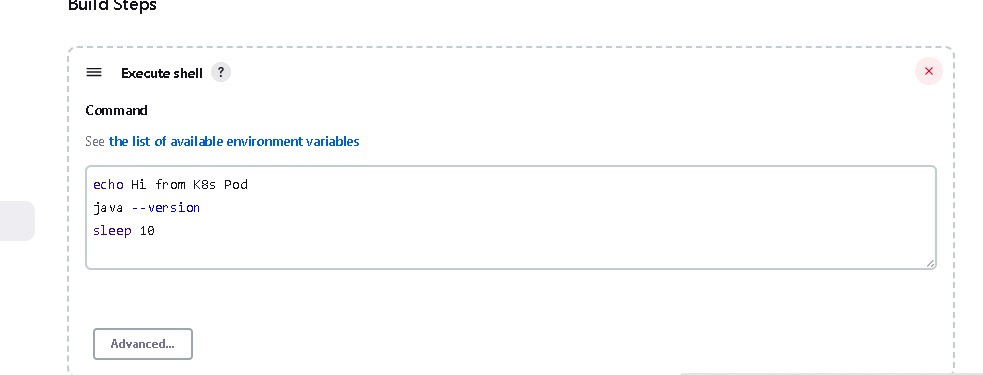 Build Steps
Execute shell ?
Command
See the list of available environment variables
echo Hi from K8s Pod
java --version
sleep 10
Advanced...